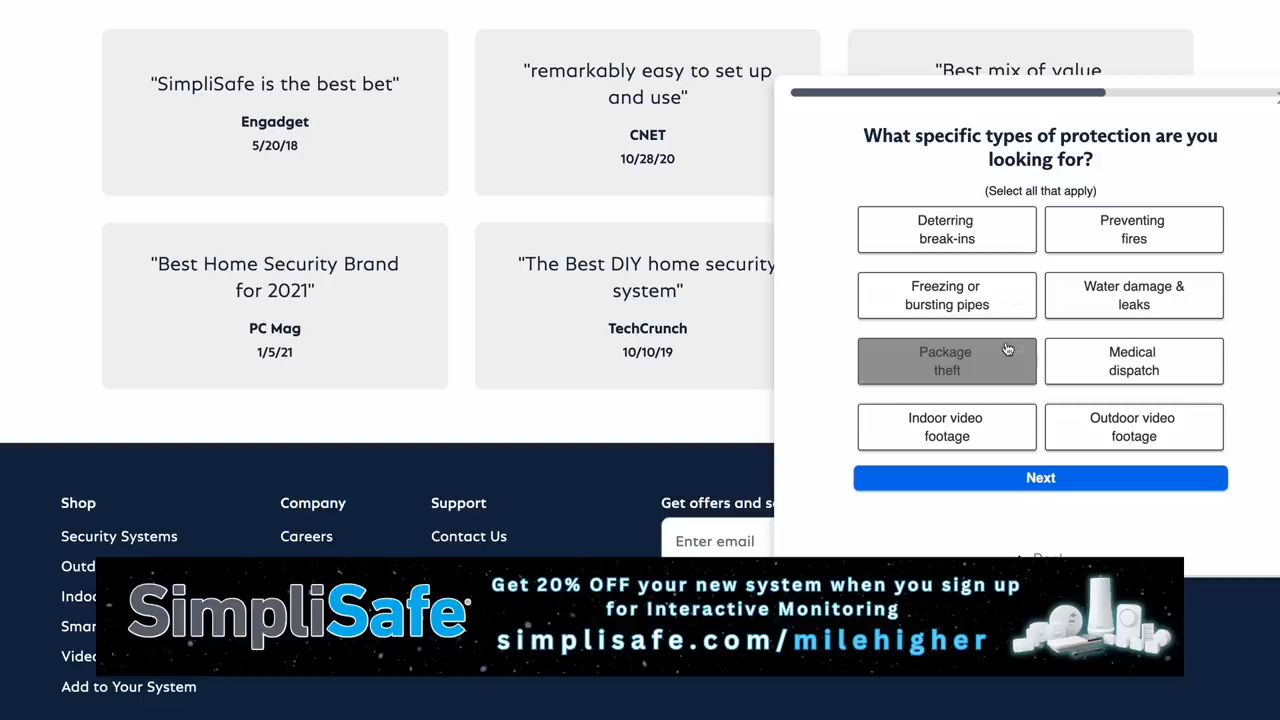 "SimpliSafe is the best bet"
Engadget
5/20/18
"remarkably easy to set up
and use"
CNET
10/28/20
"Best mix of value
"Best Home Security Brand
for 2021"
PC Mag
1/5/21
"The Best DIY home security
system"
TechCrunch
10/10/19
What specific types of protection are you
looking for?
(Select all that apply)
Deterring
break-ins
Preventing
fires
Freezing or
bursting pipes
Water damage &
leaks
Package
theft
Medical
dispatch
Indoor video
footage
Outdoor video
footage
Next
Shop
Security Systems
Outd
Indoo
Smar
Video
Add to Your System
Company
Careers
Support
Contact Us
Get offers and s
Enter email
SimpliSafe®
Get 20% OFF your new system when you sign up
for Interactive Monitoring
simplisafe.com/milehigher